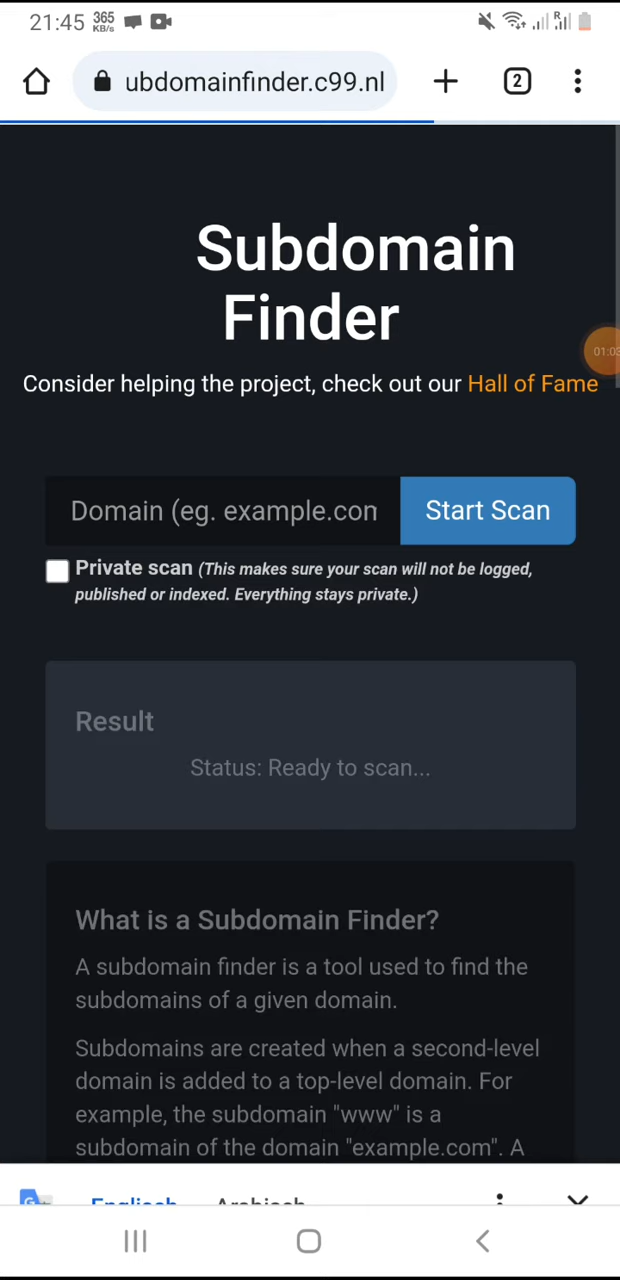 21:45 365 KB/s
ubdomainfinder.c99.nl
2
Subdomain
Finder
01:03
Consider helping the project, check out our Hall of Fame
Domain (eg. example.con
Start Scan
Private scan (This makes sure your scan will not be logged,
published or indexed. Everything stays private.)
Result
Status: Ready to scan...
What is a Subdomain Finder?
A subdomain finder is a tool used to find the
subdomains of a given domain.
Subdomains are created when a second-level
domain is added to a top-level domain. For
example, the subdomain "www" is a
subdomain of the domain "example.com". A
Englisch Arabisch